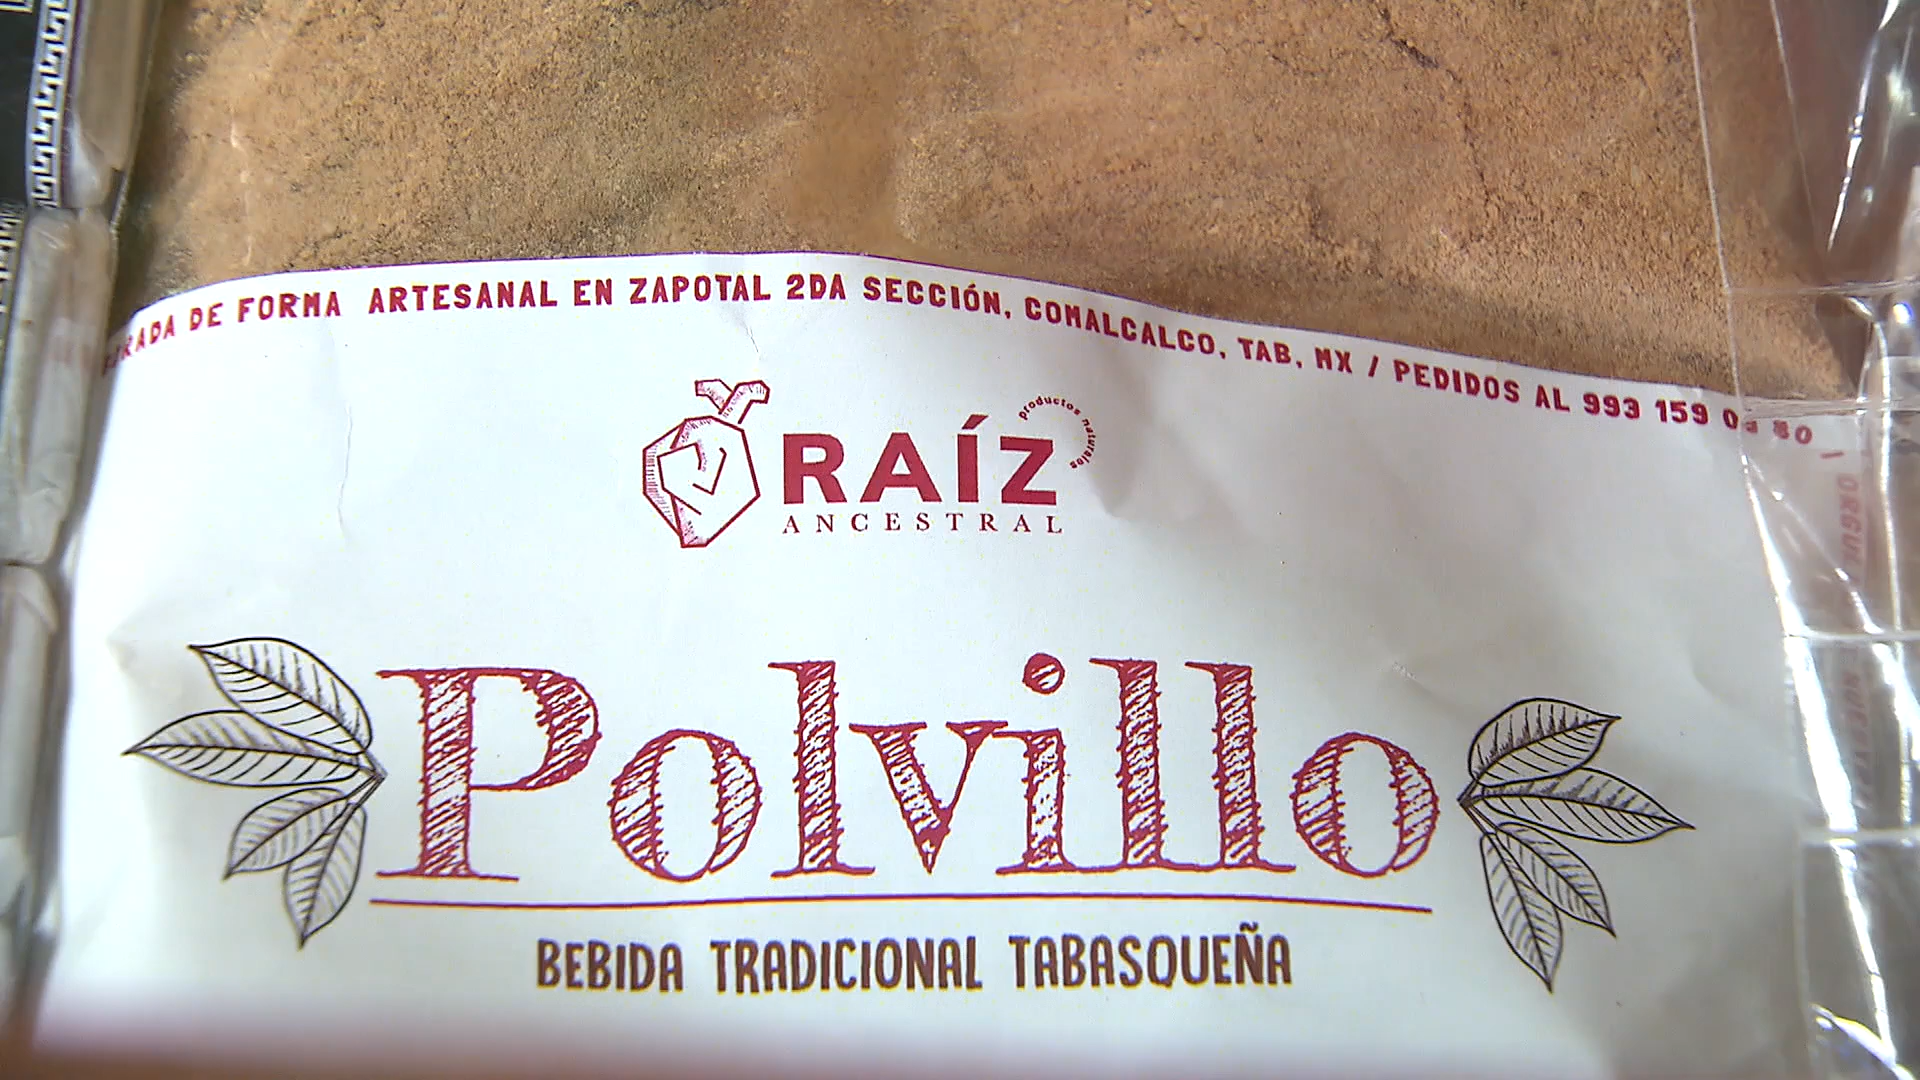 DE FORMA ARTESANAL EN ZAPOTAL 2DA SECCIÓN, COMALCALCO, TAB, MX / PEDIDOS AL 993 159
productos naturales
RAÍZ
ANCESTRAL
Polvillo
BEBIDA TRADICIONAL TABASQUEÑA